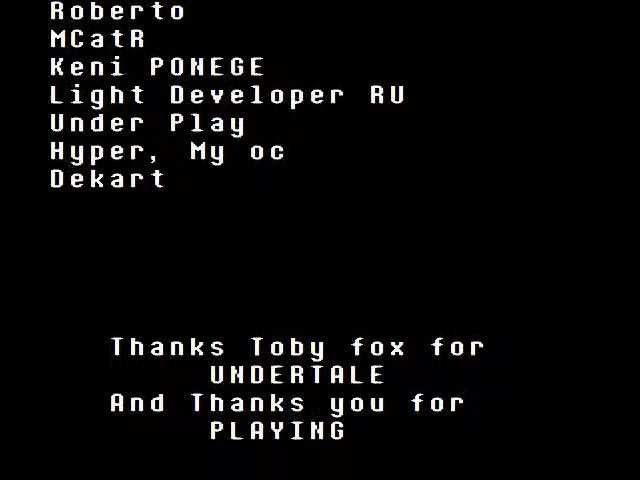 Roberto
MCatR
Keni PONEGE
Light Developer RU
Under Play
Hyper, My oc
Dekart
Thanks Toby fox for
UNDERTALE
And Thanks you for
PLAYING